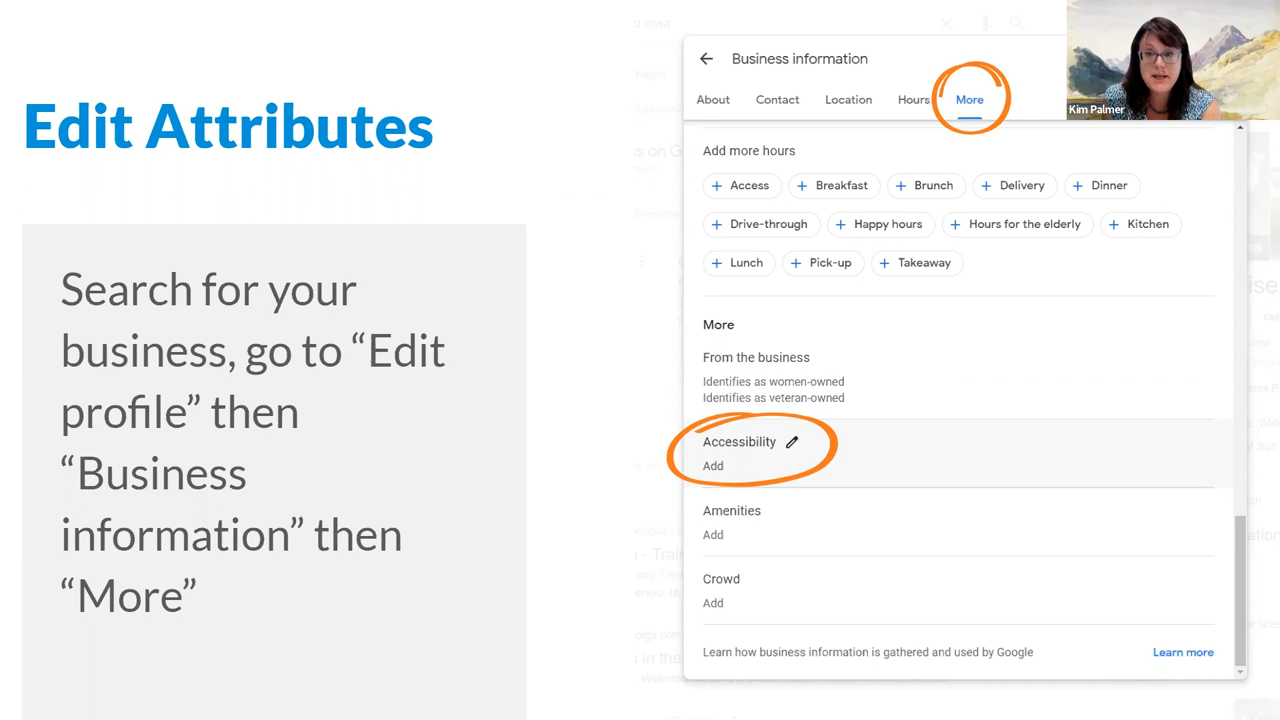 Edit Attributes
Search for your
business, go to “Edit
profile” then
“Business
information” then
“More”
Business information
About Contact Location Hours More
Kim Palmer
Add more hours
+ Access + Breakfast + Brunch + Delivery + Dinner
+ Drive-through + Happy hours + Hours for the elderly + Kitchen
+ Lunch + Pick-up + Takeaway
More
From the business
Identifies as women-owned
Identifies as veteran-owned
Accessibility
Add
Amenities
Add
Crowd
Add
Learn how business information is gathered and used by Google Learn more